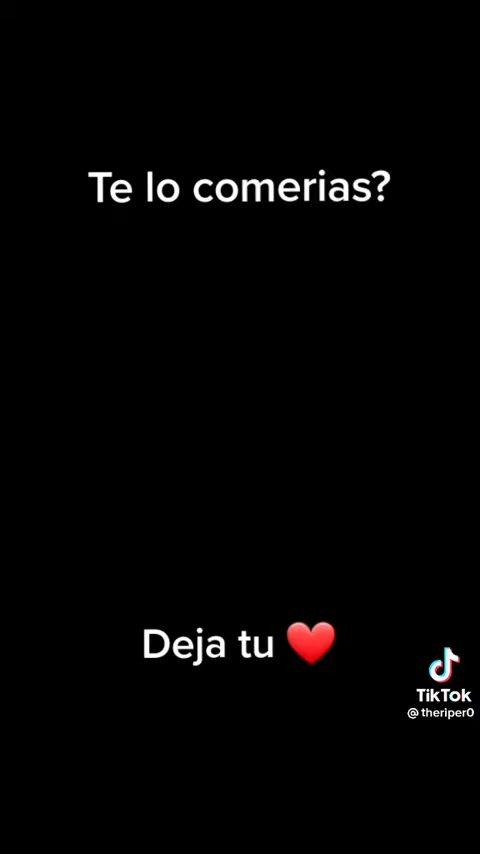 Te lo comerias?
Deja tu ❤️
TikTok
@ theriper0